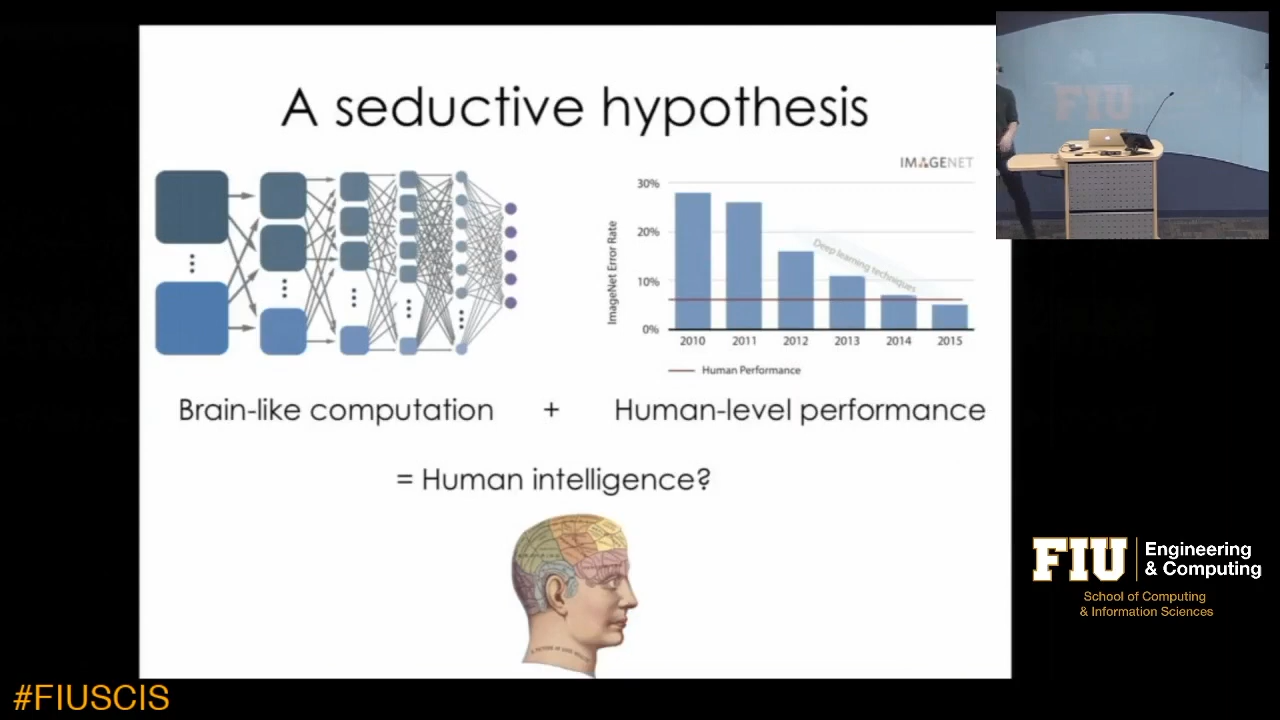 A seductive hypothesis
IMAGENET
ImageNet Error Rate
30%
20%
10%
0%
Deep learning techniques
2010 2011 2012 2013 2014 2015
Human Performance
Brain-like computation + Human-level performance
= Human intelligence?
FIU
FIU Engineering
& Computing
School of Computing
& Information Sciences
#FIUSCIS